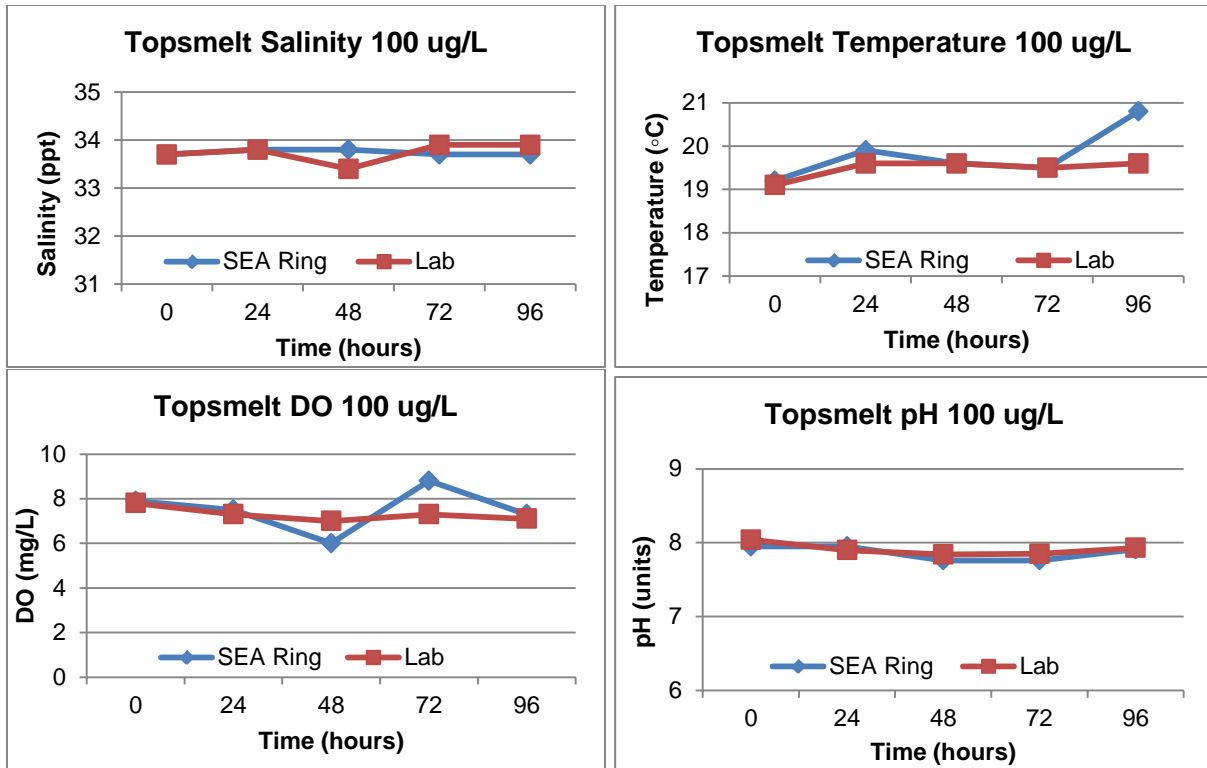 Topsmelt Salinity 100 ug/L
Salinity (ppt)
35
34
33
32
31
SEA Ring
Lab
0 24 48 72 96
Time (hours)
Topsmelt Temperature 100 ug/L
Temperature (◦C)
21
20
19
18
17
SEA Ring
Lab
0 24 48 72 96
Time (hours)
Topsmelt DO 100 ug/L
DO (mg/L)
10
8
6
4
2
0
SEA Ring
Lab
0 24 48 72 96
Time (hours)
Topsmelt pH 100 ug/L
pH (units)
9
8
7
6
SEA Ring
Lab
0 24 48 72 96
Time (hours)